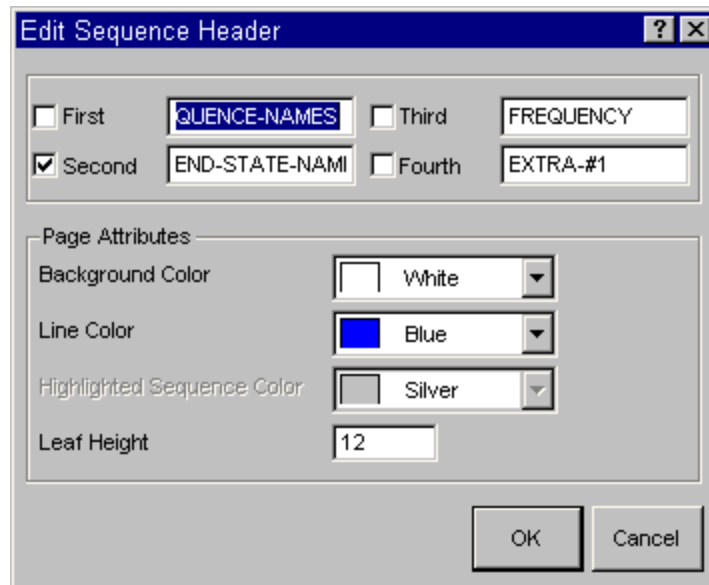 Edit Sequence Header
First QUENCE-NAMES Third FREQUENCY
Second END-STATE-NAMI Fourth EXTRA-#1
Page Attributes
Background Color White
Line Color Blue
Highlighted Sequence Color Silver
Leaf Height 12
OK Cancel